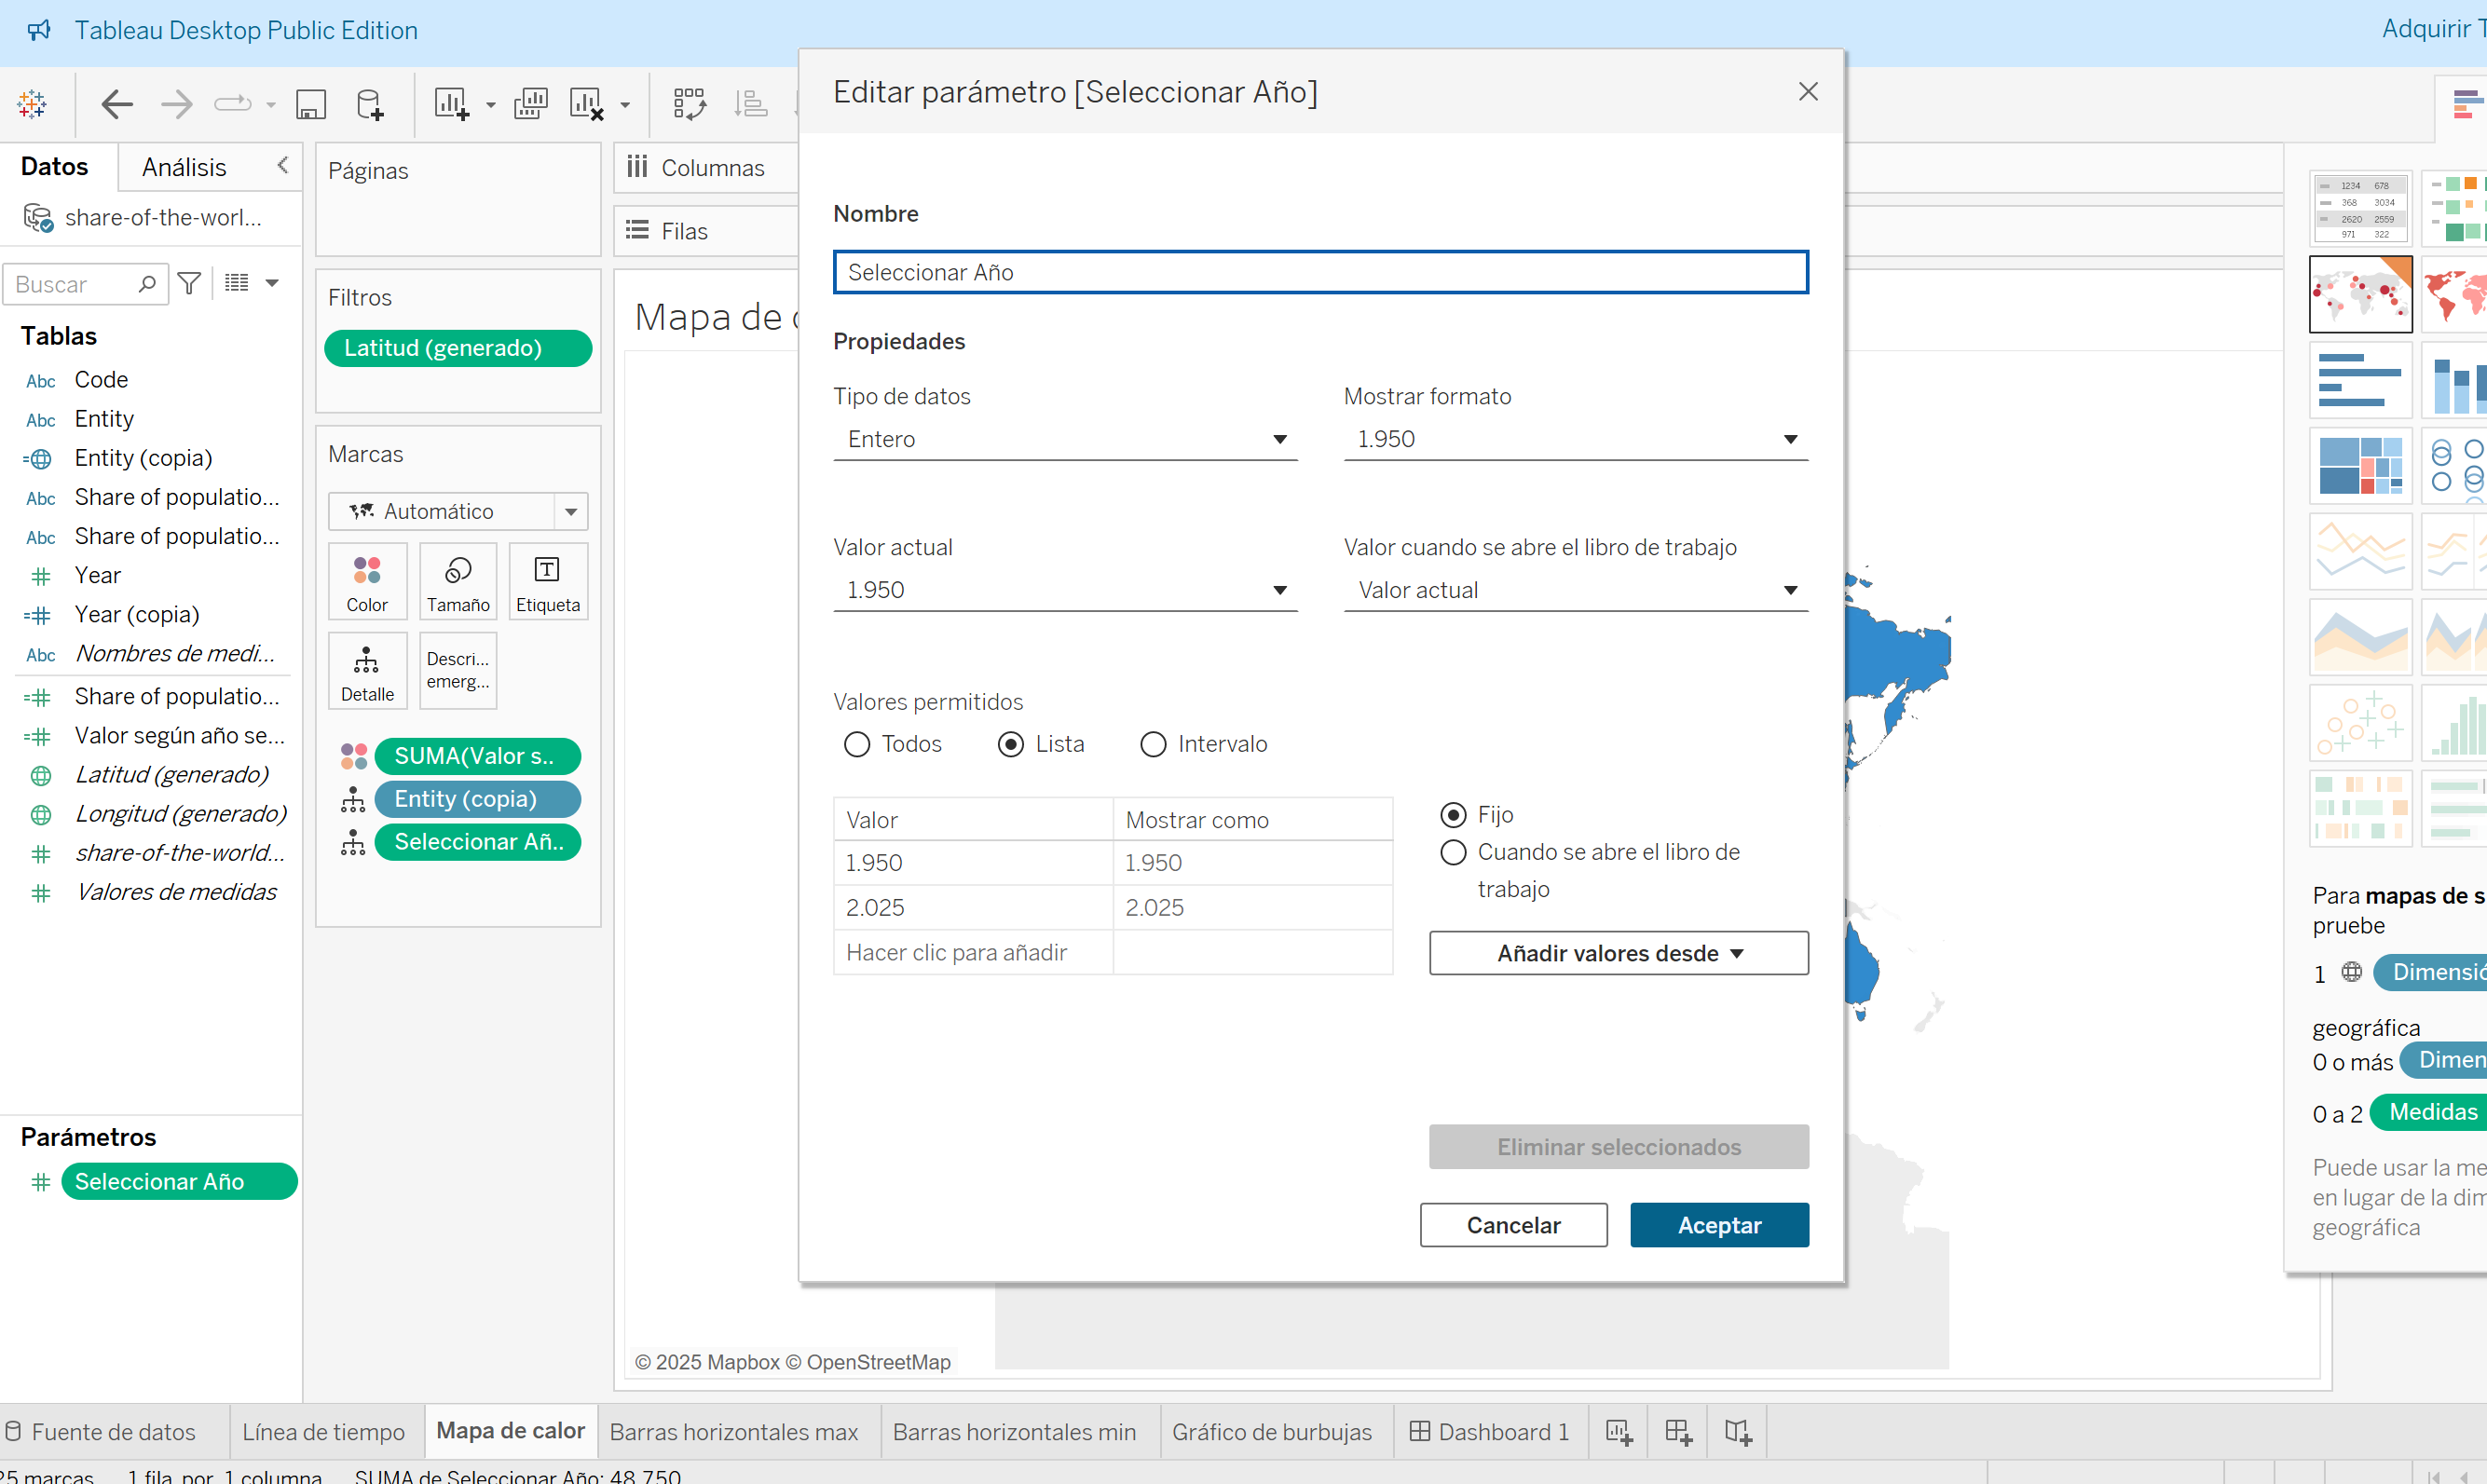 Tableau Desktop Public Edition
Adquirir T
Datos
Análisis
share-of-the-worl...
Buscar
Tablas
Abc Code
Abc Entity
Entity (copia)
Abc Share of populatio...
Abc Share of populatio...
Year
Year (copia)
Abc Nombres de medi...
Share of populatio...
Valor según año se...
Latitud (generado)
Longitud (generado)
share-of-the-world...
Valores de medidas
Parámetros
Seleccionar Año
Páginas
Filtros
Latitud (generado)
Marcas
Automático
Color
Tamaño
Etiqueta
Detalle
Descri...
emerg...
SUMA(Valor s..
Entity (copia)
Seleccionar Añ..
Columnas
Filas
Mapa de
© 2025 Mapbox © OpenStreetMap
Editar parámetro [Seleccionar Año]
Nombre
Seleccionar Año
Propiedades
Tipo de datos
Mostrar formato
Entero
1.950
Valor actual
Valor cuando se abre el libro de trabajo
1.950
Valor actual
Valores permitidos
Todos
Lista
Intervalo
Valor
Mostrar como
1.950
1.950
2.025
2.025
Hacer clic para añadir
Fijo
Cuando se abre el libro de
trabajo
Añadir valores desde
Eliminar seleccionados
Cancelar
Aceptar
1234 678
368 3034
2620 2559
971 322
Para mapas de s
pruebe
1 Dimensió
geográfica
0 o más Dimen
0 a 2 Medidas
Puede usar la me
en lugar de la dim
geográfica
Fuente de datos
Línea de tiempo
Mapa de calor
Barras horizontales max
Barras horizontales min
Gráfico de burbujas
Dashboard 1
25 marcas
1 fila por 1 columna
SUMA de Seleccionar Año: 48.750